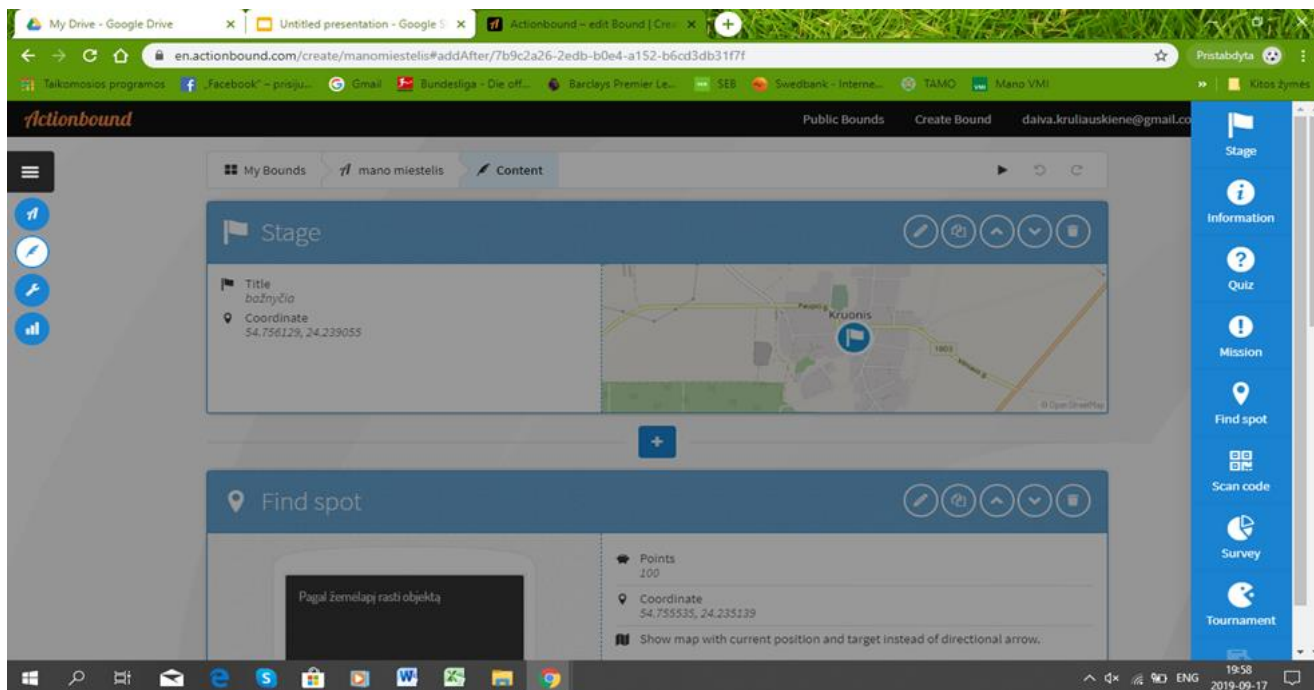 My Drive - Google Drive
Untitled presentation - Google S
Actionbound – edit Bound | Crea
en.actionbound.com/create/manomiestelis#addAfter/7b9c2a26-2edb-b0e4-a152-b6cd3db31f7f
Pristabdyta
Taikomosios programos
„Facebook“ – prisiju...
Gmail
Bundesliga - Die off...
Barclays Premier Le...
SEB
Swedbank - Interne...
TAMO
Mano VMI
Kitos žymės
Actionbound
Public Bounds
Create Bound
daiva.kruliauskiene@gmail.co
My Bounds
mano miestelis
Content
Stage
Title
bažnyčia
Coordinate
54.756129, 24.239055
Kruonis
1803
© OpenStreetMap
Find spot
Pagal žemėlapį rasti objektą
Points
100
Coordinate
54.755535, 24.235139
Show map with current position and target instead of directional arrow.
Stage
Information
Quiz
Mission
Find spot
Scan code
Survey
Tournament
ENG
19:58
2019-09-17